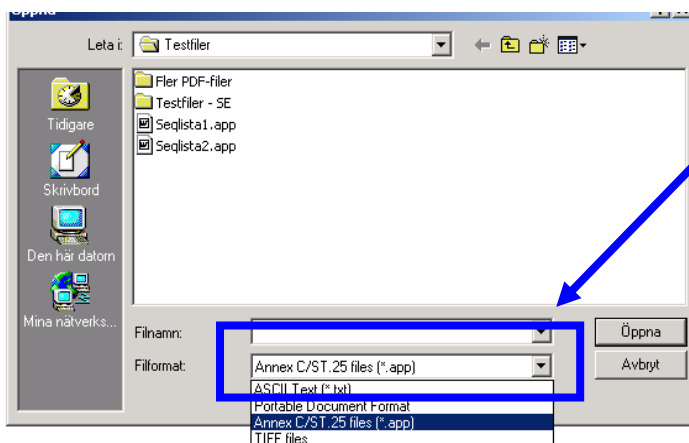 Öppna
Leta i: Testfiler
Fler PDF-filer
Testfiler - SE
Seqlista1.app
Seqlista2.app
Tidigare
Skrivbord
Den här datorn
Mina nätverks...
Filnamn:
Öppna
Filformat: Annex C/ST.25 files (*.app)
Avbryt
ASCII Text (*.txt)
Portable Document Format
Annex C/ST.25 files (*.app)
TIFF files